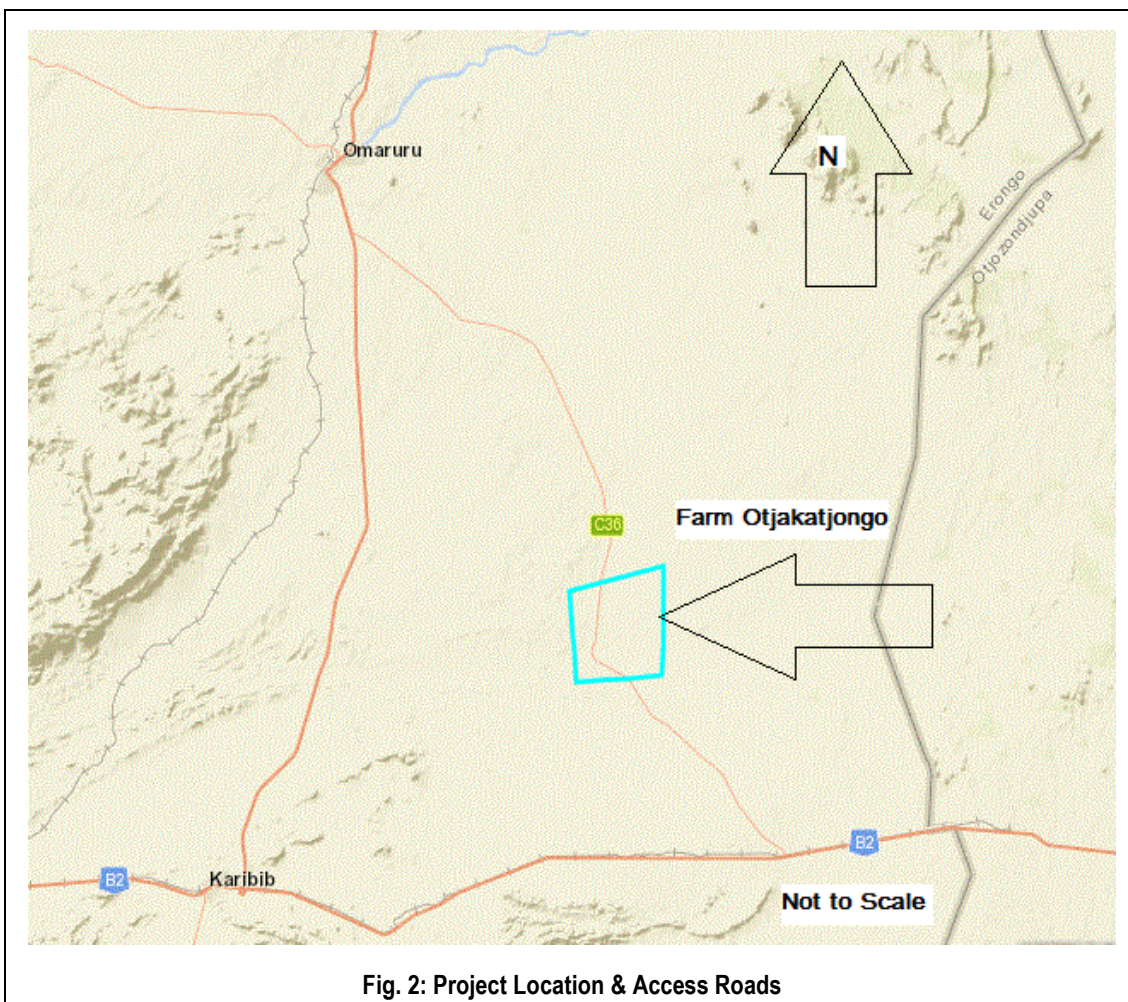 Omaruru
N
Erongo
Otjozondjupa
C36
Farm Otjakatjongo
B2
B2
Karibib
Not to Scale
Fig. 2: Project Location & Access Roads